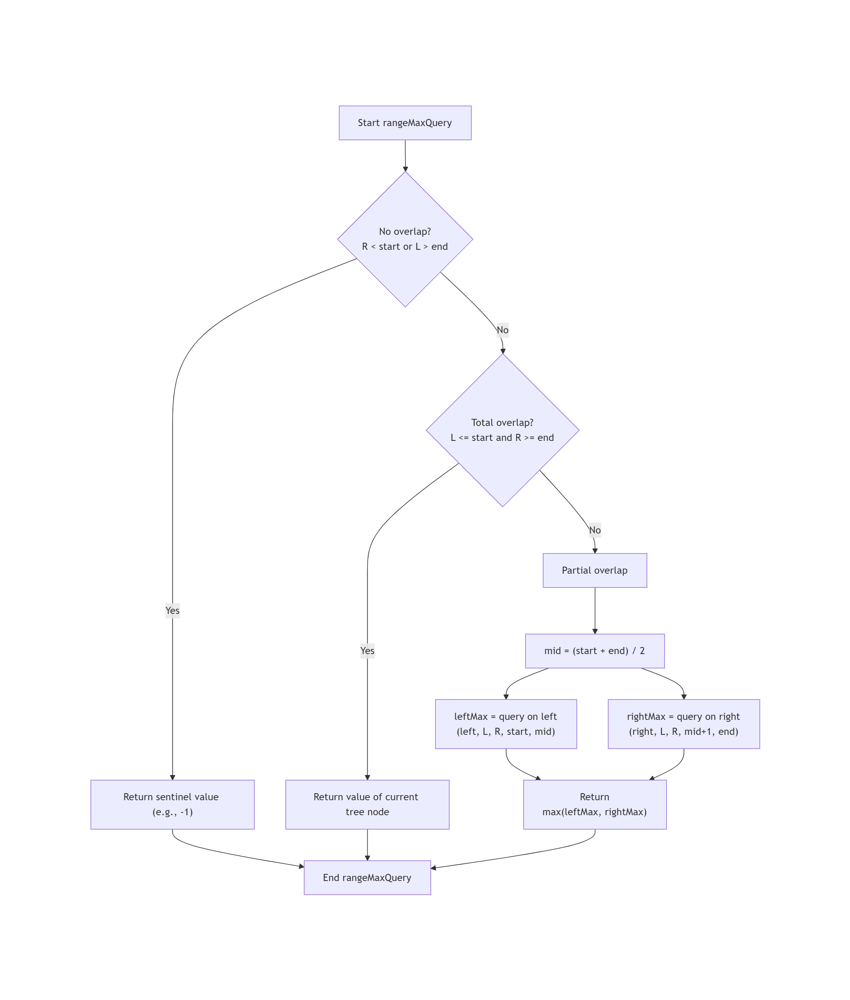 Start rangeMaxQuery
No overlap?
R < start or L > end
No
Total overlap?
L <= start and R >= end
No
Partial overlap
Yes
mid = (start + end) / 2
Yes
leftMax = query on left
(left, L, R, start, mid)
rightMax = query on right
(right, L, R, mid+1, end)
Return sentinel value
(e.g., -1)
Return value of current
tree node
Return
max(leftMax, rightMax)
End rangeMaxQuery